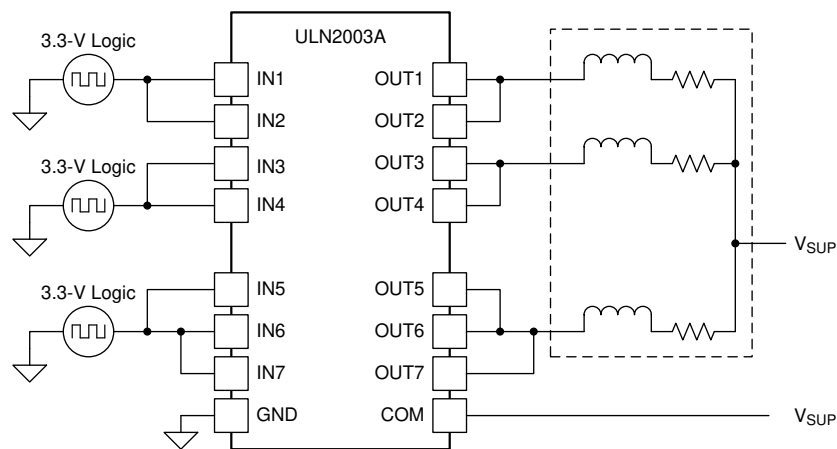 ULN2003A
3.3-V Logic
IN1
OUT1
IN2
OUT2
3.3-V Logic
IN3
OUT3
IN4
OUT4
V_SUP
3.3-V Logic
IN5
OUT5
IN6
OUT6
IN7
OUT7
GND
COM
V_SUP